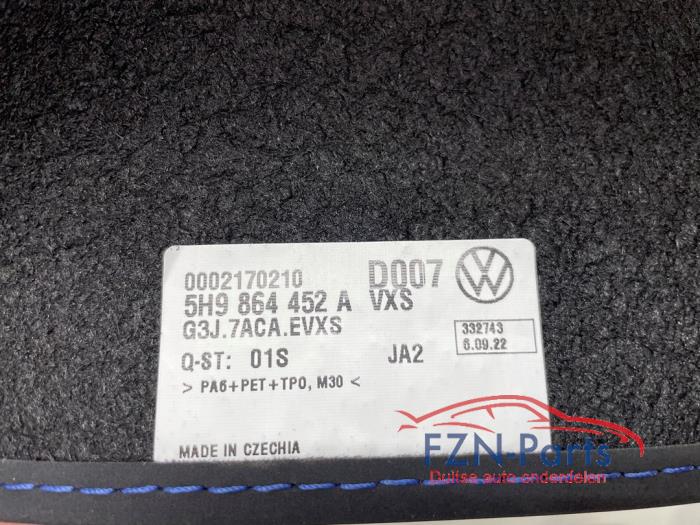 0002170210 D007
5H9 864 452 A VXS
G3J.7ACA.EVXS
332743
6.09.22
Q-ST: 01S JA2
> PA6+PET+TPO, M30 <
MADE IN CZECHIA
FZN-Parts
Duitse auto onderdelen